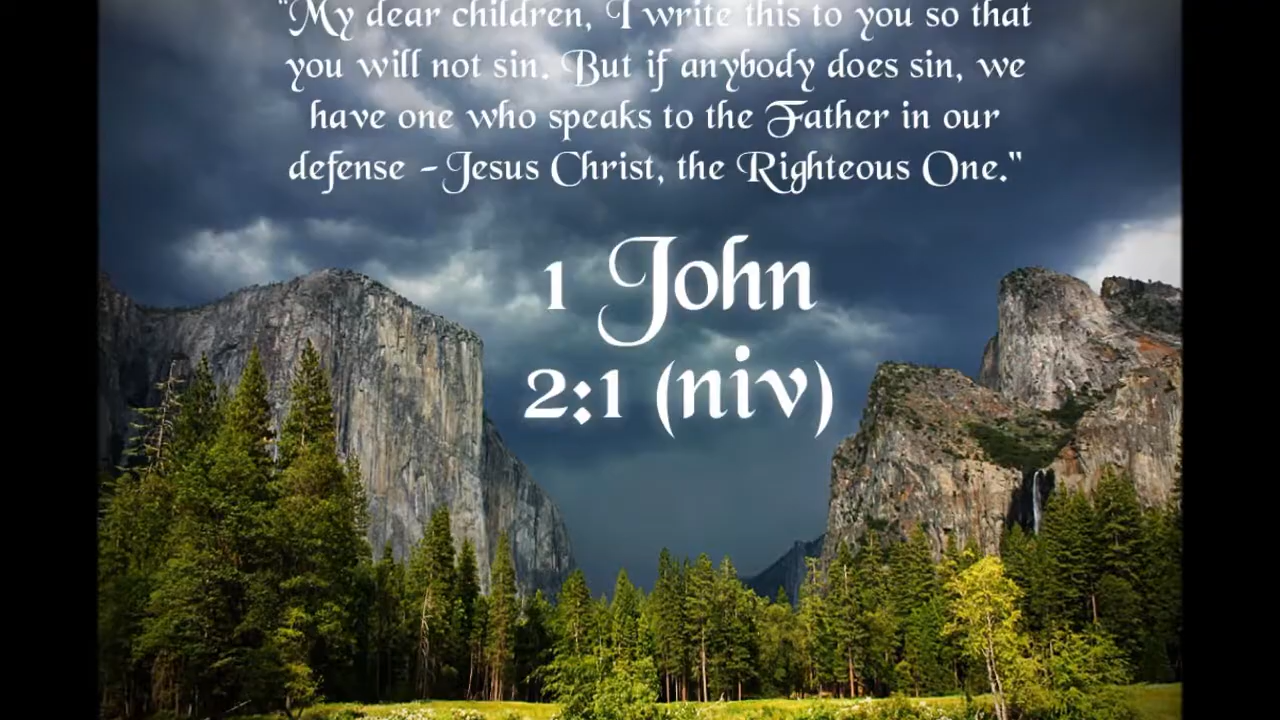 "My dear children, I write this to you so that
you will not sin. But if anybody does sin, we
have one who speaks to the Father in our
defense -Jesus Christ, the Righteous One."
1 John
2:1 (niv)